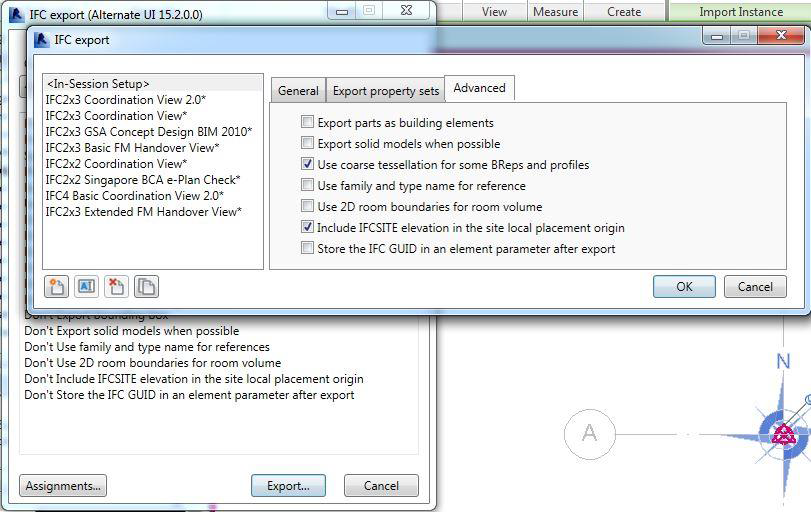 IFC export (Alternate UI 15.2.0.0)
View
Measure
Create
Import Instance
IFC export
<In-Session Setup>
IFC2x3 Coordination View 2.0*
IFC2x3 Coordination View*
IFC2x3 GSA Concept Design BIM 2010*
IFC2x3 Basic FM Handover View*
IFC2x2 Coordination View*
IFC2x2 Singapore BCA e-Plan Check*
IFC4 Basic Coordination View 2.0*
IFC2x3 Extended FM Handover View*
General
Export property sets
Advanced
Export parts as building elements
Export solid models when possible
Use coarse tessellation for some BReps and profiles
Use family and type name for reference
Use 2D room boundaries for room volume
Include IFCSITE elevation in the site local placement origin
Store the IFC GUID in an element parameter after export
OK
Cancel
Don't Export bounding box
Don't Export solid models when possible
Don't Use family and type name for references
Don't Use 2D room boundaries for room volume
Don't Include IFCSITE elevation in the site local placement origin
Don't Store the IFC GUID in an element parameter after export
Assignments...
Export...
Cancel
N
A